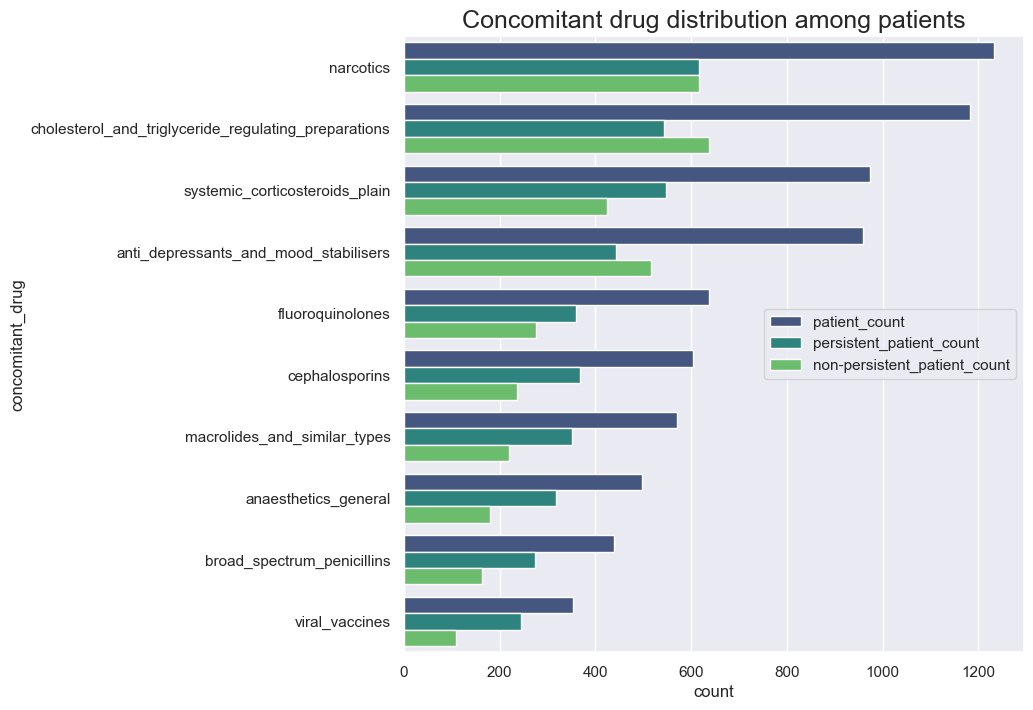 Concomitant drug distribution among patients
concomitant_drug
narcotics
cholesterol_and_triglyceride_regulating_preparations
systemic_corticosteroids_plain
anti_depressants_and_mood_stabilisers
fluoroquinolones
cephalosporins
macrolides_and_similar_types
anaesthetics_general
broad_spectrum_penicillins
viral_vaccines
patient_count
persistent_patient_count
non-persistent_patient_count
0 200 400 600 800 1000 1200
count